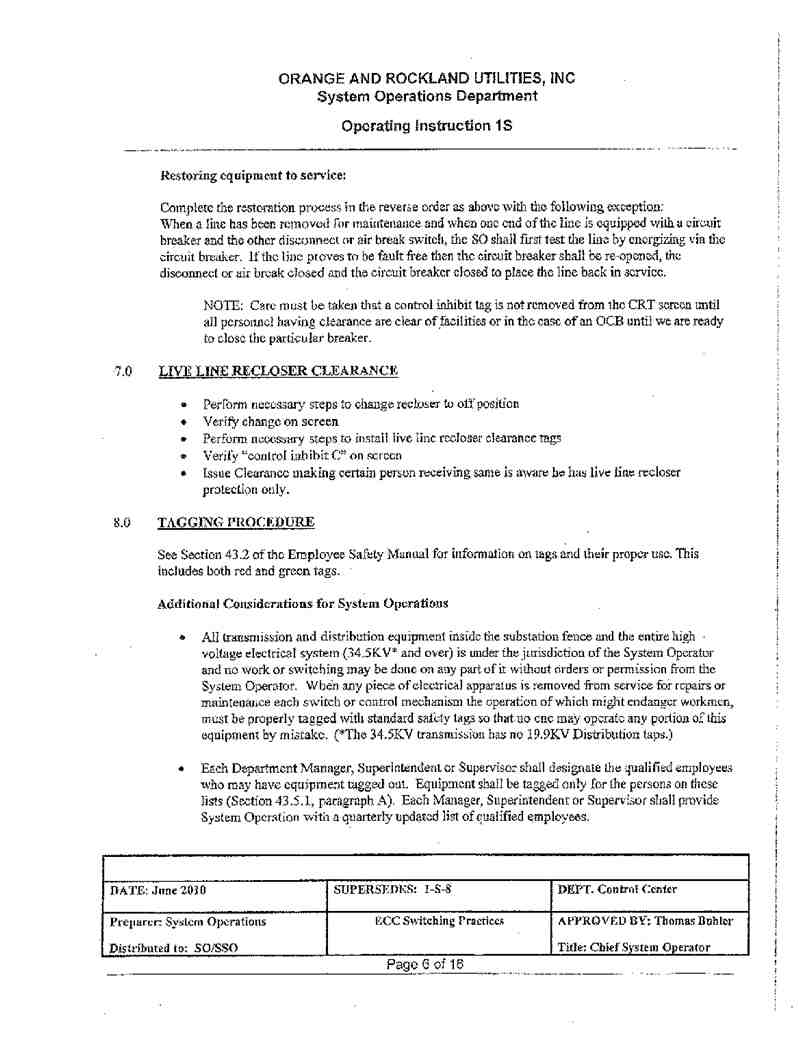 ORANGE AND ROCKLAND UTILITIES, INC
System Operations Department
Operating Instruction 1S
Restoring equipment to service:
Complete the restoration process in the reverse order as above with the following exception:
When a line has been removed for maintenance and when one end of the line is equipped with a circuit
breaker and the other disconnect or air break switch, the SO shall first test the line by energizing via the
circuit breaker. If the line proves to be fault free then the circuit breaker shall be re-opened, the
disconnect or air break closed and the circuit breaker closed to place the line back in service.
NOTE: Care must be taken that a control inhibit tag is not removed from the CRT screen until
all personnel having clearance are clear of facilities or in the case of an OCB until we are ready
to close the particular breaker.
7.0 LIVE LINE RECLOSER CLEARANCE
• Perform necessary steps to change recloser to off position
• Verify change on screen
• Perform necessary steps to install live line recloser clearance tags
• Verify "control inhibit C" on screen
• Issue Clearance making certain person receiving same is aware he has live line recloser
protection only.
8.0 TAGGING PROCEDURE
See Section 43.2 of the Employee Safety Manual for information on tags and their proper use. This
includes both red and green tags.
Additional Considerations for System Operations
• All transmission and distribution equipment inside the substation fence and the entire high
voltage electrical system (34.5KV* and over) is under the jurisdiction of the System Operator
and no work or switching may be done on any part of it without orders or permission from the
System Operator. When any piece of electrical apparatus is removed from service for repairs or
maintenance each switch or control mechanism the operation of which might endanger workmen,
must be properly tagged with standard safety tags so that no one may operate any portion of this
equipment by mistake. (*The 34.5KV transmission has no 19.9KV Distribution taps.)
• Each Department Manager, Superintendent or Supervisor shall designate the qualified employees
who may have equipment tagged out. Equipment shall be tagged only for the persons on these
lists (Section 43.5.1, paragraph A). Each Manager, Superintendent or Supervisor shall provide
System Operation with a quarterly updated list of qualified employees.
DATE: June 2010 SUPERSEDES: 1-S-8 DEPT. Control Center
Preparer: System Operations ECC Switching Practices APPROVED BY: Thomas Buhler
Distributed to: SO/SSO Title: Chief System Operator
Page 6 of 16